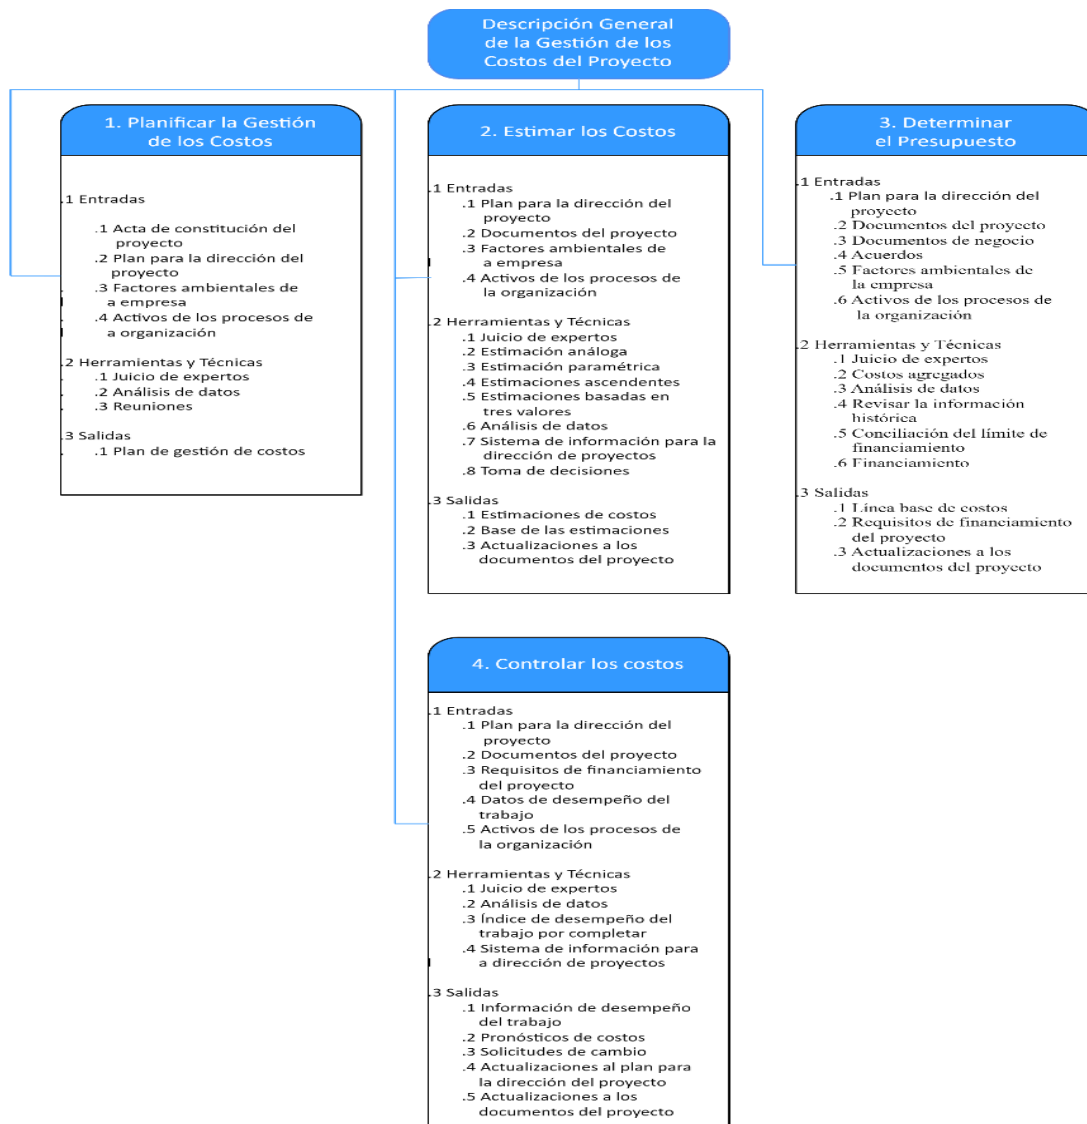 Descripción General
de la Gestión de los
Costos del Proyecto
1. Planificar la Gestión
de los Costos
.1 Entradas
.1 Acta de constitución del
proyecto
.2 Plan para la dirección del
proyecto
.3 Factores ambientales de
a empresa
.4 Activos de los procesos de
a organización
.2 Herramientas y Técnicas
.1 Juicio de expertos
.2 Análisis de datos
.3 Reuniones
.3 Salidas
.1 Plan de gestión de costos
2. Estimar los Costos
.1 Entradas
.1 Plan para la dirección del
proyecto
.2 Documentos del proyecto
.3 Factores ambientales de
a empresa
.4 Activos de los procesos de
la organización
.2 Herramientas y Técnicas
.1 Juicio de expertos
.2 Estimación análoga
.3 Estimación paramétrica
.4 Estimaciones ascendentes
.5 Estimaciones basadas en
tres valores
.6 Análisis de datos
.7 Sistema de información para la
dirección de proyectos
.8 Toma de decisiones
.3 Salidas
.1 Estimaciones de costos
.2 Base de las estimaciones
.3 Actualizaciones a los
documentos del proyecto
3. Determinar
el Presupuesto
.1 Entradas
.1 Plan para la dirección del
proyecto
.2 Documentos del proyecto
.3 Documentos de negocio
.4 Acuerdos
.5 Factores ambientales de
la empresa
.6 Activos de los procesos de
la organización
.2 Herramientas y Técnicas
.1 Juicio de expertos
.2 Costos agregados
.3 Análisis de datos
.4 Revisar la información
histórica
.5 Conciliación del límite de
financiamiento
.6 Financiamiento
.3 Salidas
.1 Línea base de costos
.2 Requisitos de financiamiento
del proyecto
.3 Actualizaciones a los
documentos del proyecto
4. Controlar los costos
.1 Entradas
.1 Plan para la dirección del
proyecto
.2 Documentos del proyecto
.3 Requisitos de financiamiento
del proyecto
.4 Datos de desempeño del
trabajo
.5 Activos de los procesos de
la organización
.2 Herramientas y Técnicas
.1 Juicio de expertos
.2 Análisis de datos
.3 Índice de desempeño del
trabajo por completar
.4 Sistema de información para
a dirección de proyectos
.3 Salidas
.1 Información de desempeño
del trabajo
.2 Pronósticos de costos
.3 Solicitudes de cambio
.4 Actualizaciones al plan para
la dirección del proyecto
.5 Actualizaciones a los
documentos del proyecto